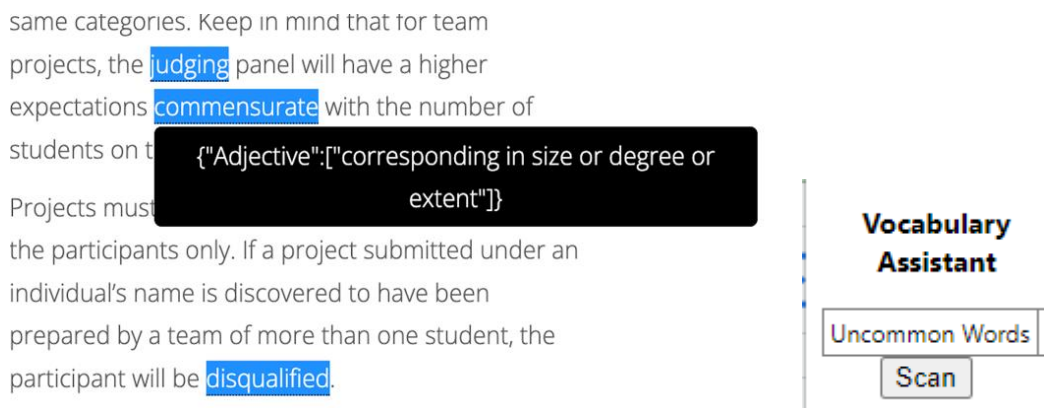 same categories. Keep in mind that for team
projects, the judging panel will have a higher
expectations commensurate with the number of
students on t
{"Adjective":["corresponding in size or degree or
extent"]}
Projects must
the participants only. If a project submitted under an
individual’s name is discovered to have been
prepared by a team of more than one student, the
participant will be disqualified.
Vocabulary
Assistant
Uncommon Words
Scan